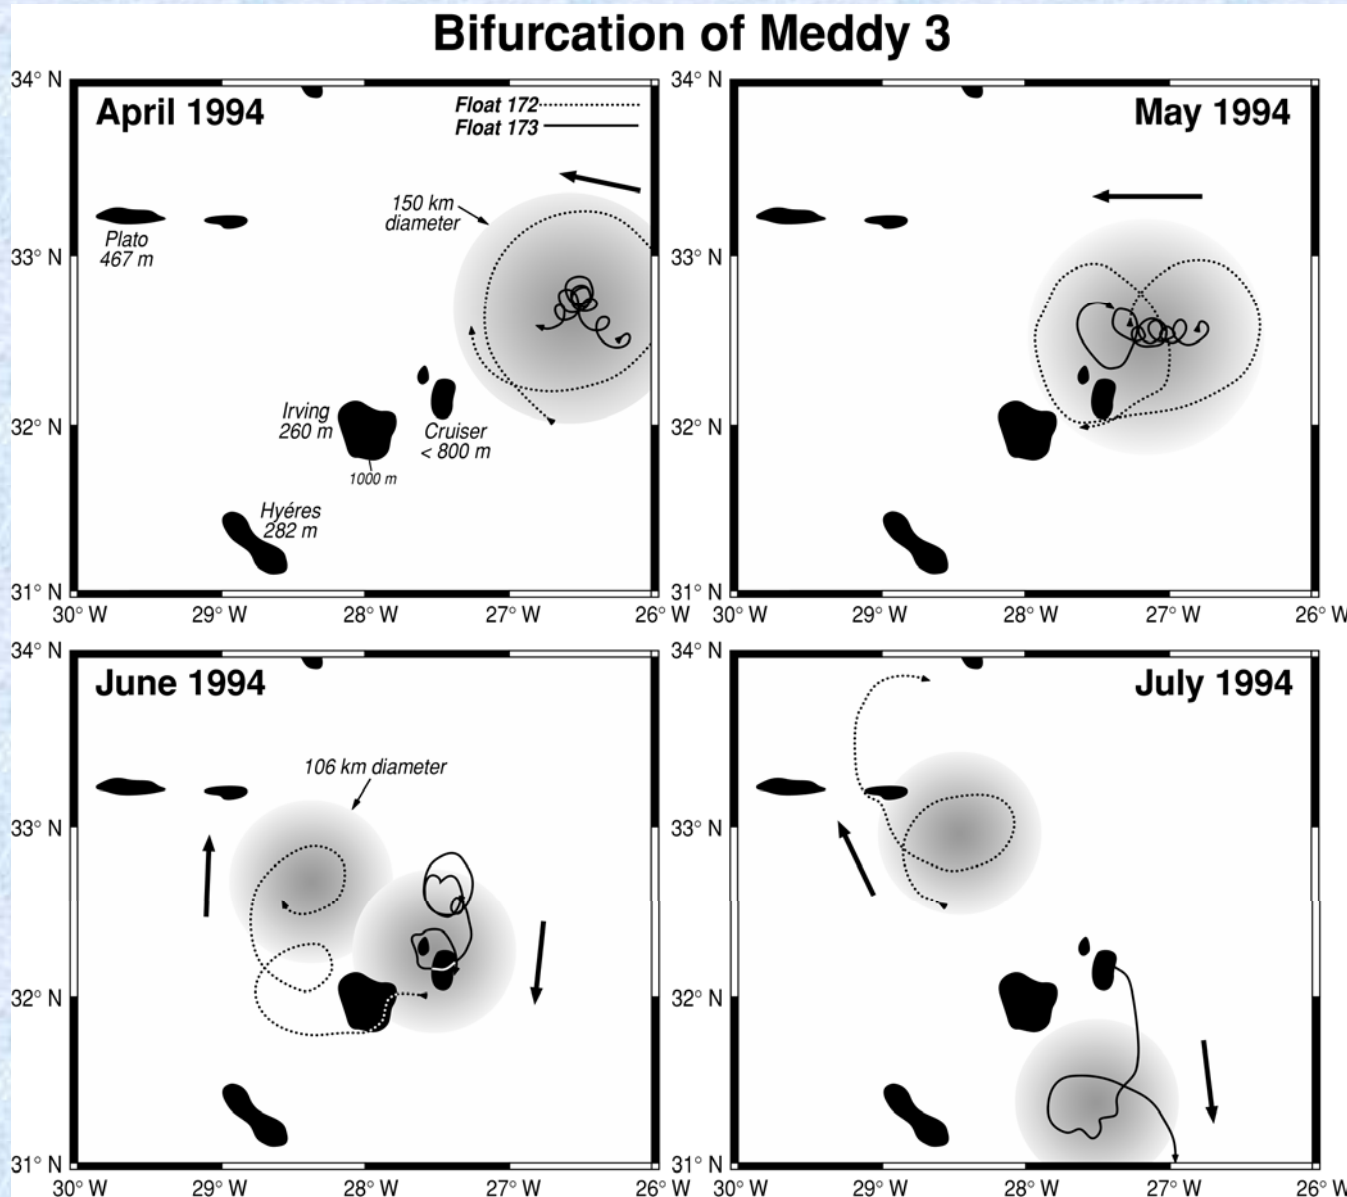 Bifurcation of Meddy 3
34° N
April 1994
Float 172
Float 173
150 km
diameter
Plato
467 m
33° N
Irving
260 m
Cruiser
< 800 m
32° N
1000 m
Hyéres
282 m
31° N
30° W
29° W
28° W
27° W
26° W
34° N
May 1994
33° N
32° N
31° N
30° W
29° W
28° W
27° W
26° W
34° N
June 1994
106 km diameter
33° N
32° N
31° N
30° W
29° W
28° W
27° W
26° W
34° N
July 1994
33° N
32° N
31° N
30° W
29° W
28° W
27° W
26° W